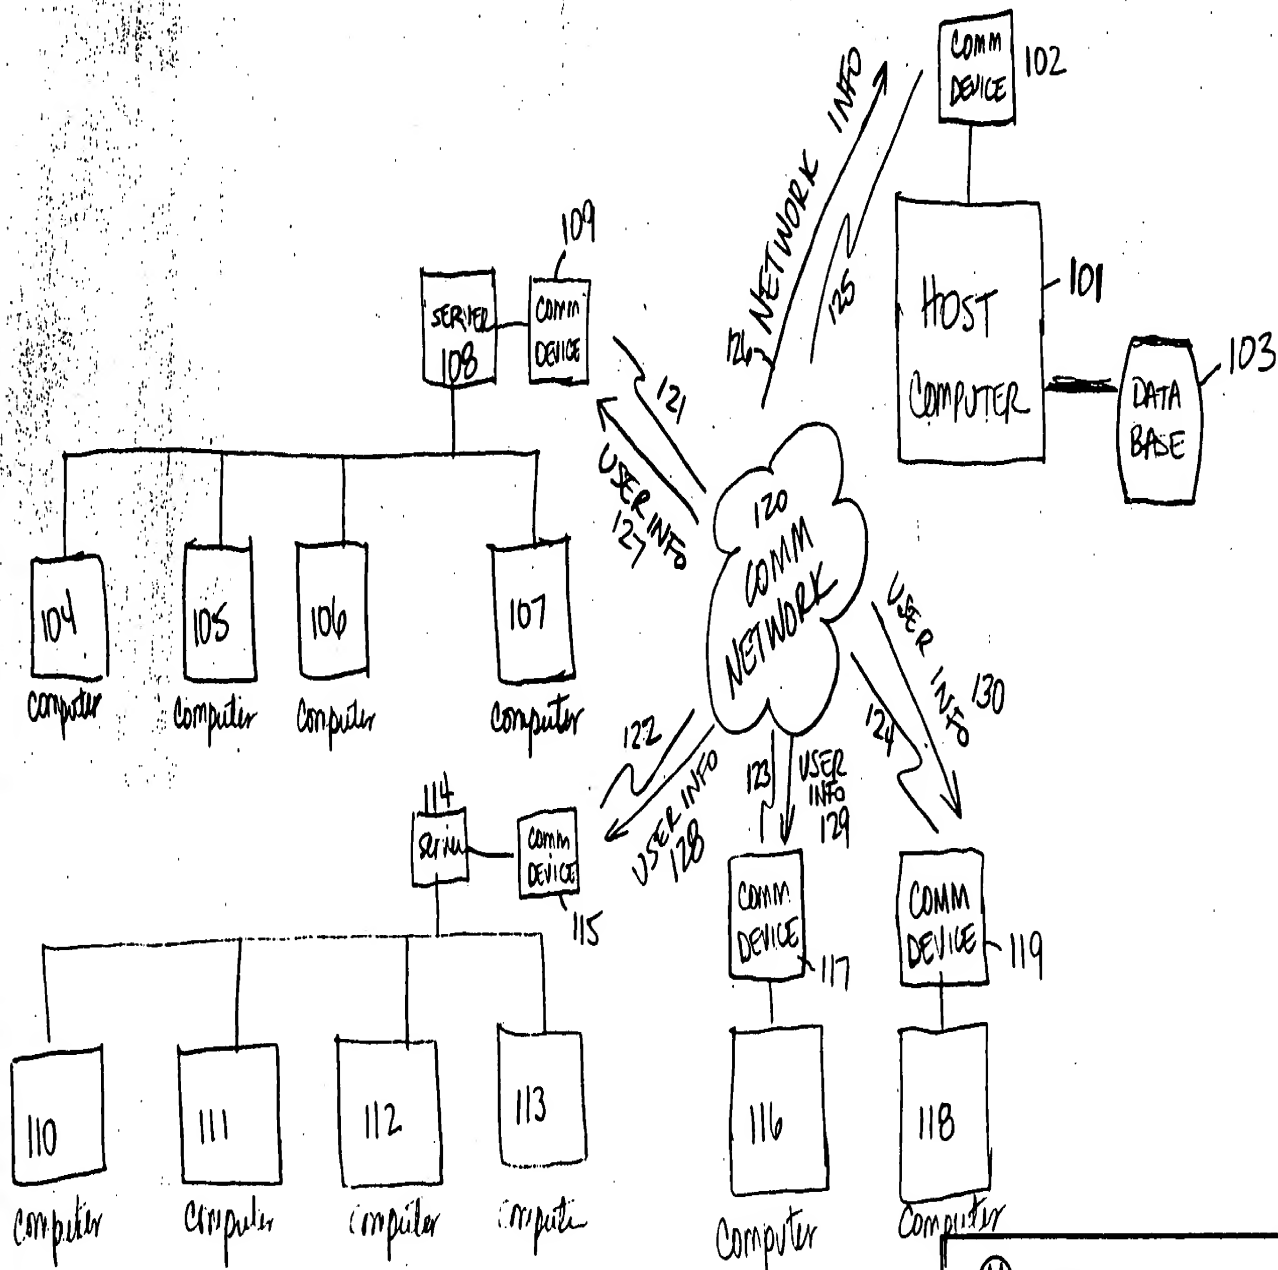 COMM
DEVICE
102
NETWORK INFO
126
125
HOST
COMPUTER
101
DATA
BASE
103
109
SERVER
108
COMM
DEVICE
121
USER INFO
127
120
COMM
NETWORK
104
105
106
107
Computer
Computer
Computer
Computer
USER INFO
130
124
122
USER INFO
128
123
USER
INFO
129
114
Server
COMM
DEVICE
115
COMM
DEVICE
117
COMM
DEVICE
119
110
111
112
113
116
118
Computer
Computer
Computer
Computer
Computer